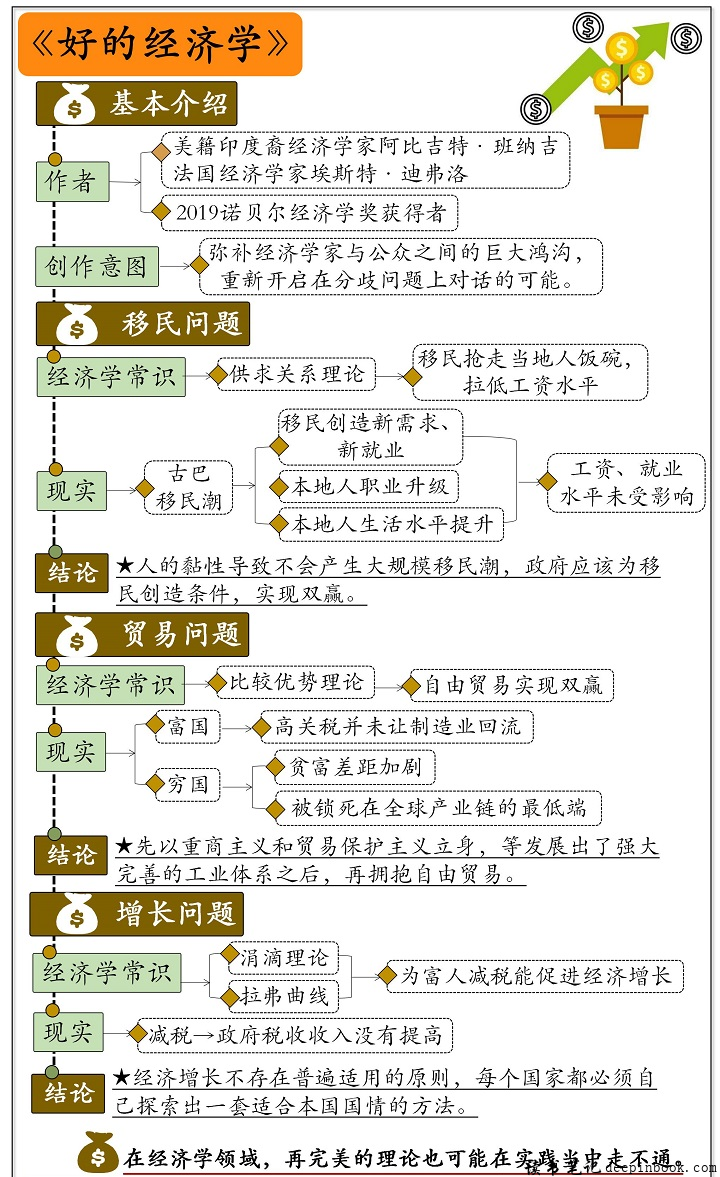 《好的经济学》
基本介绍
作者
美籍印度裔经济学家阿比吉特·班纳吉
法国经济学家埃斯特·迪弗洛
2019诺贝尔经济学奖获得者
创作意图
弥补经济学家与公众之间的巨大鸿沟，
重新开启在分歧问题上对话的可能。
移民问题
经济学常识
供求关系理论
移民抢走当地人饭碗，
拉低工资水平
现实
古巴
移民潮
移民创造新需求、
新就业
本地人职业升级
本地人生活水平提升
工资、就业
水平未受影响
结论
★人的黏性导致不会产生大规模移民潮，政府应该为移
民创造条件，实现双赢。
贸易问题
经济学常识
比较优势理论
自由贸易实现双赢
现实
富国
高关税并未让制造业回流
穷国
贫富差距加剧
被锁死在全球产业链的最低端
结论
★先以重商主义和贸易保护主义立身，等发展出了强大
完善的工业体系之后，再拥抱自由贸易。
增长问题
经济学常识
涓滴理论
拉弗曲线
为富人减税能促进经济增长
现实
减税→政府税收收入没有提高
结论
★经济增长不存在普遍适用的原则，每个国家都必须自
己探索出一套适合本国国情的方法。
在经济学领域，再完美的理论也可能在实践当中走不通。
读书笔记deepinbook.com